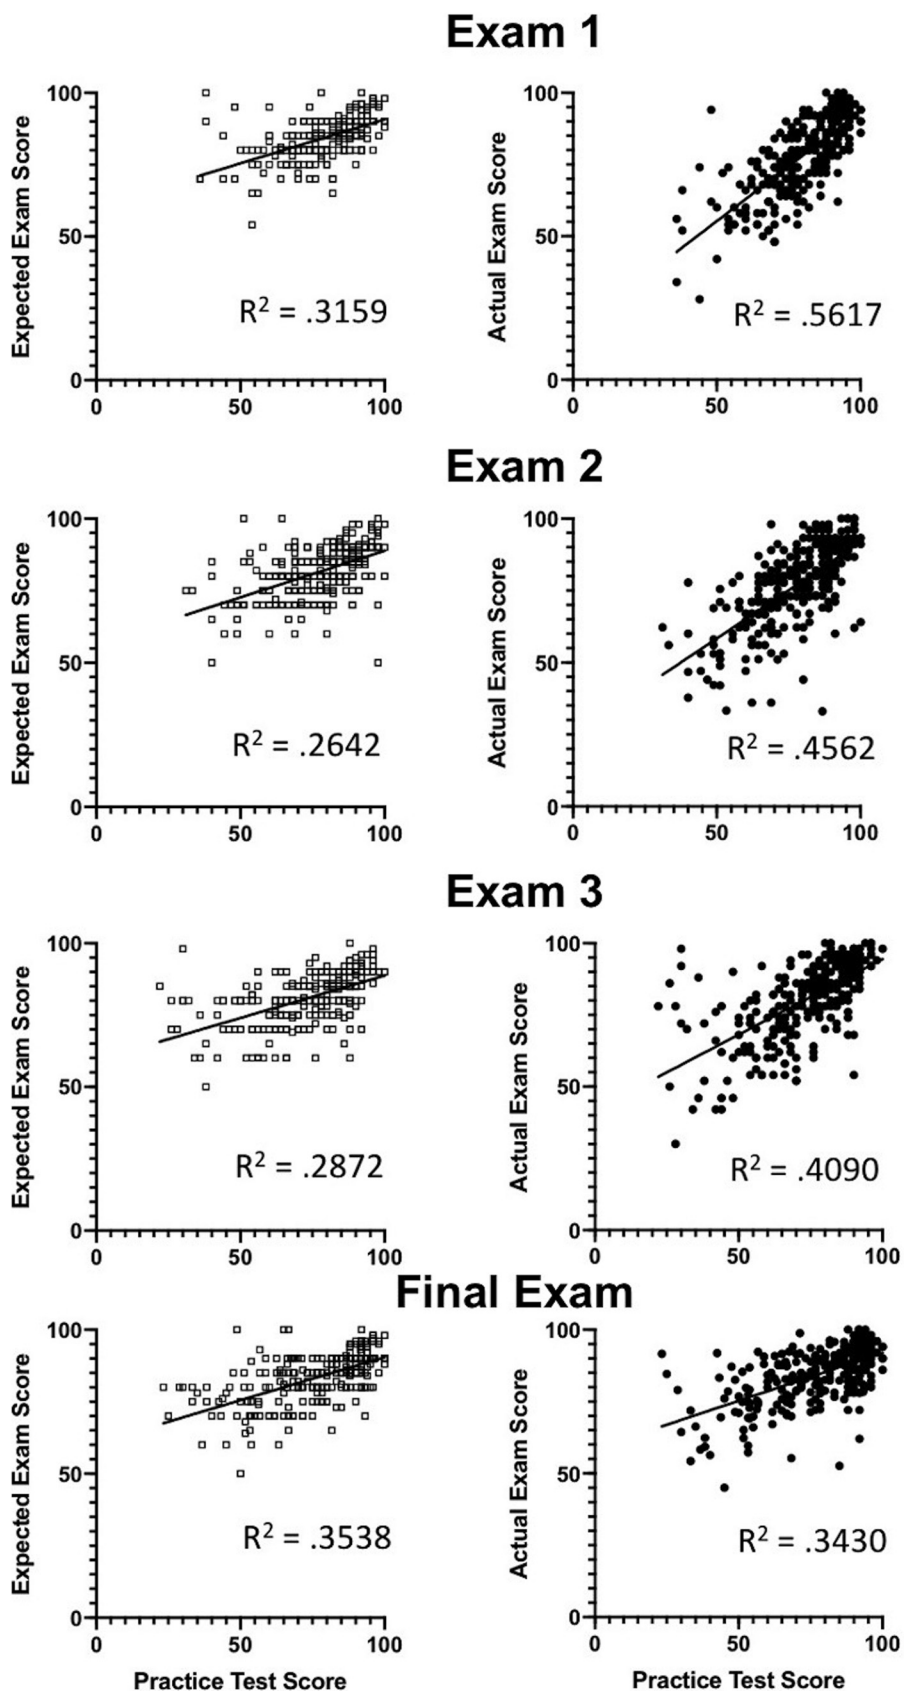 Exam 1
Expected Exam Score
100
50
0
R² = .3159
0 50 100
Actual Exam Score
100
50
0
R² = .5617
0 50 100
Exam 2
Expected Exam Score
100
50
0
R² = .2642
0 50 100
Actual Exam Score
100
50
0
R² = .4562
0 50 100
Exam 3
Expected Exam Score
100
50
0
R² = .2872
0 50 100
Actual Exam Score
100
50
0
R² = .4090
0 50 100
Final Exam
Expected Exam Score
100
50
0
R² = .3538
0 50 100
Practice Test Score
Actual Exam Score
100
50
0
R² = .3430
0 50 100
Practice Test Score